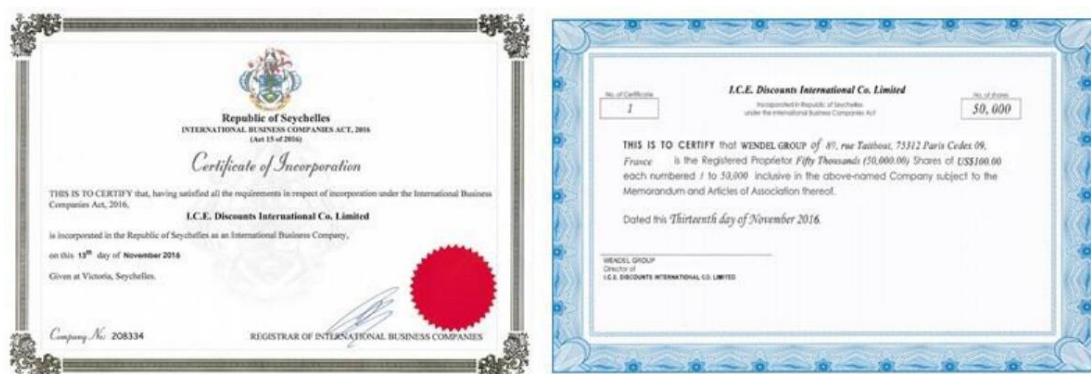 Republic of Seychelles
INTERNATIONAL BUSINESS COMPANIES ACT, 2016
(Act 15 of 2016)
Certificate of Incorporation
THIS IS TO CERTIFY that, having satisfied all the requirements in respect of incorporation under the International Business
Companies Act, 2016,
I.C.E. Discounts International Co. Limited
is incorporated in the Republic of Seychelles as an International Business Company,
on this 13th day of November 2016
Given at Victoria, Seychelles.
Company No: 208334
REGISTRAR OF INTERNATIONAL BUSINESS COMPANIES
No. of Certificate
1
I.C.E. Discounts International Co. Limited
Incorporated in Republic of Seychelles
under the International Business Companies Act
No. of shares
50,000
THIS IS TO CERTIFY that WENDEL GROUP of 89, rue Taitbout, 75312 Paris Cedex 09,
France is the Registered Proprietor Fifty Thousands (50,000.00) Shares of US$100.00
each numbered 1 to 50,000 inclusive in the above-named Company subject to the
Memorandum and Articles of Association thereof.
Dated this Thirteenth day of November 2016.
WENDEL GROUP
Director of
I.C.E. DISCOUNTS INTERNATIONAL CO. LIMITED